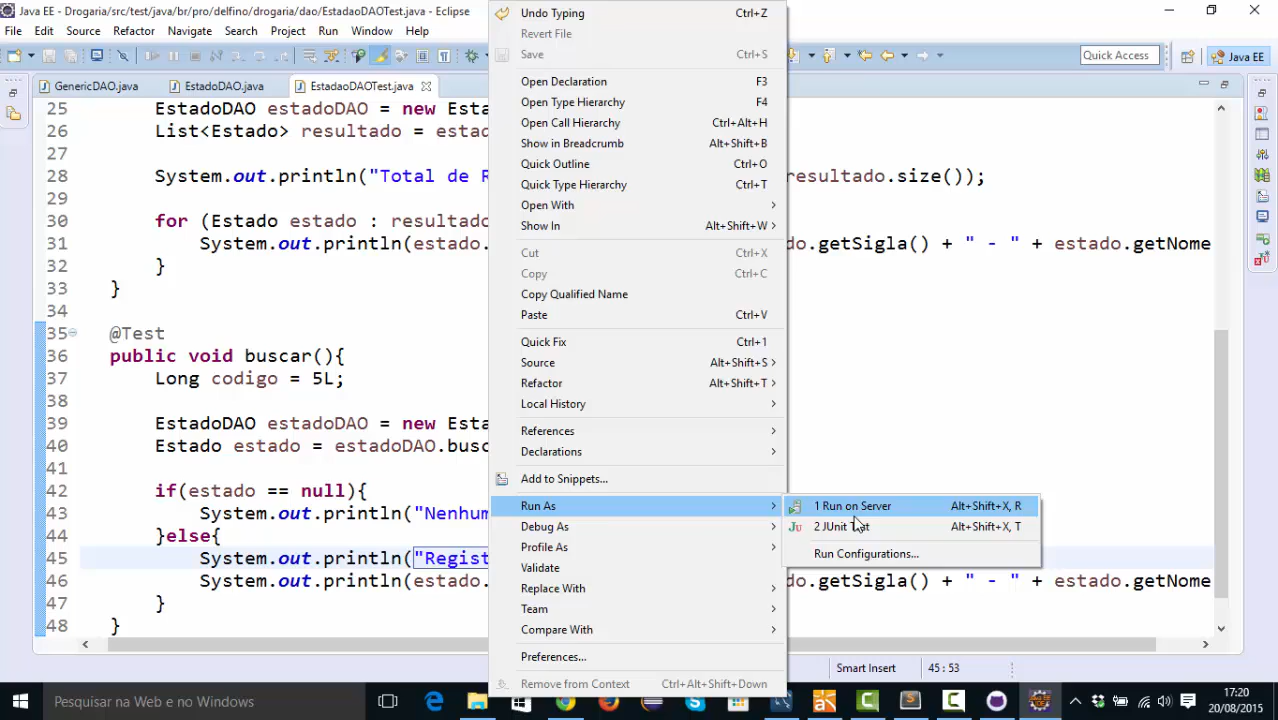 Java EE - Drogaria/src/test/java/br/pro/delfino/drogaria/dao/EstadaoDAOTest.java - Eclipse
File Edit Source Refactor Navigate Search Project Run Window Help
Quick Access Java EE
GenericDAO.java EstadoDAO.java EstadaoDAOTest.java
25 EstadoDAO estadoDAO = new Esta
26 List<Estado> resultado = estad
27
28 System.out.println("Total de R resultado.size());
29
30 for (Estado estado : resultado
31 System.out.println(estado. do.getSigla() + " - " + estado.getNome
32 }
33 }
34
35 @Test
36 public void buscar(){
37 Long codigo = 5L;
38
39 EstadoDAO estadoDAO = new Esta
40 Estado estado = estadoDAO.busc
41
42 if(estado == null){
43 System.out.println("Nenhum
44 }else{
45 System.out.println("Regist
46 System.out.println(estado. do.getSigla() + " - " + estado.getNome
47 }
48 }
Undo Typing Ctrl+Z
Revert File
Save Ctrl+S
Open Declaration F3
Open Type Hierarchy F4
Open Call Hierarchy Ctrl+Alt+H
Show in Breadcrumb Alt+Shift+B
Quick Outline Ctrl+O
Quick Type Hierarchy Ctrl+T
Open With
Show In Alt+Shift+W
Cut Ctrl+X
Copy Ctrl+C
Copy Qualified Name
Paste Ctrl+V
Quick Fix Ctrl+1
Source Alt+Shift+S
Refactor Alt+Shift+T
Local History
References
Declarations
Add to Snippets...
Run As
Debug As
Profile As
Validate
Replace With
Team
Compare With
Preferences...
Remove from Context Ctrl+Alt+Shift+Down
1 Run on Server Alt+Shift+X, R
2 JUnit Test Alt+Shift+X, T
Run Configurations...
Smart Insert 45 : 53
Pesquisar na Web e no Windows
17:20
20/08/2015